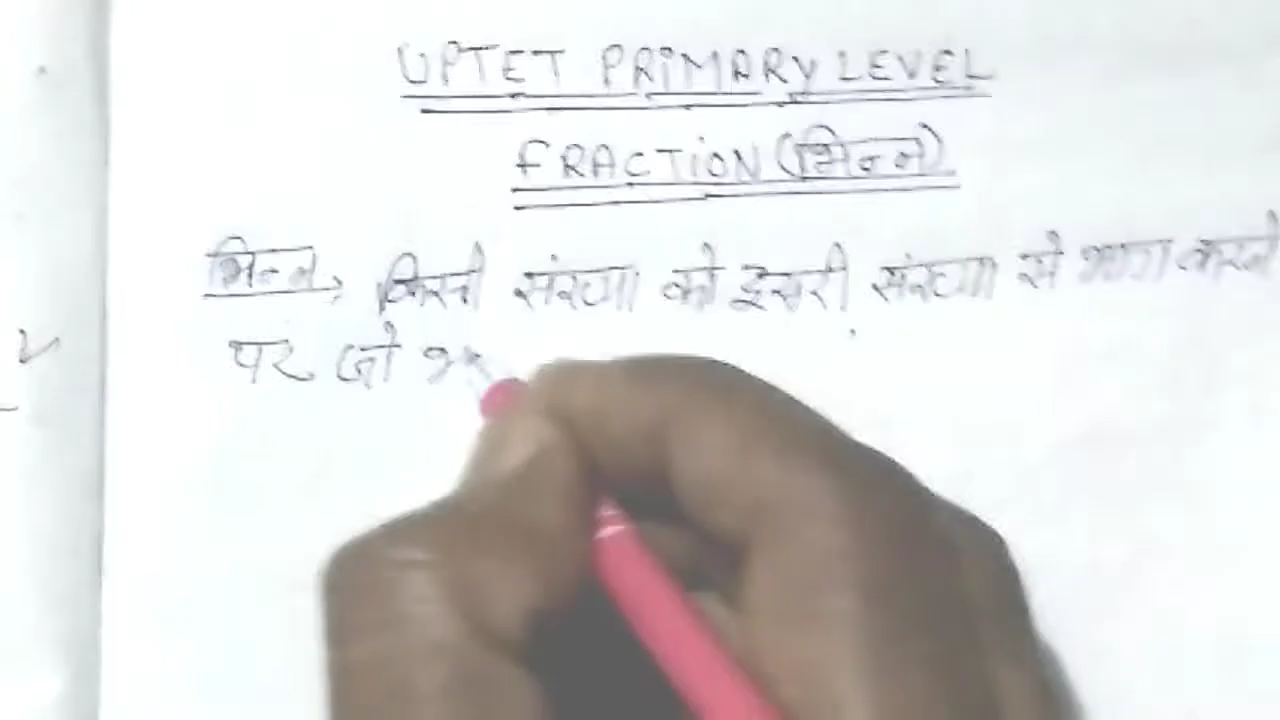 UPTET PRIMARY LEVEL
FRACTION (भिन्न)
भिन्न, किसी संख्या को दूसरी संख्या से भाग करने
पर जो